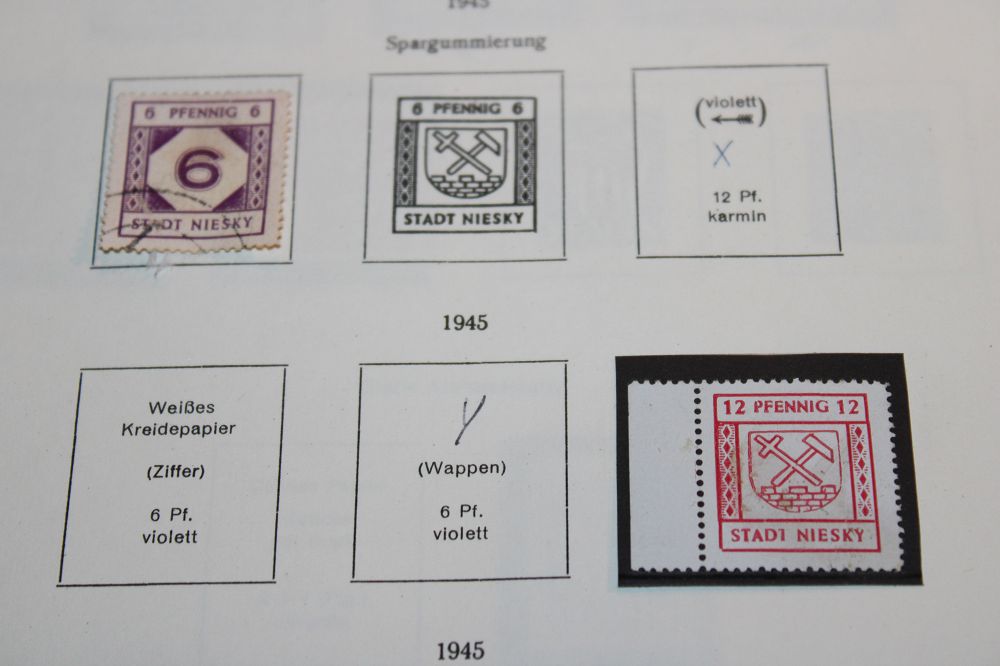 1945
Spargummierung
6 PFENNIG 6
6
STADT NIESKY
6 PFENNIG 6
STADT NIESKY
(violett)
X
12 Pf.
karmin
1945
Weißes
Kreidepapier
(Ziffer)
6 Pf.
violett
Y
(Wappen)
6 Pf.
violett
12 PFENNIG 12
STADT NIESKY
1945